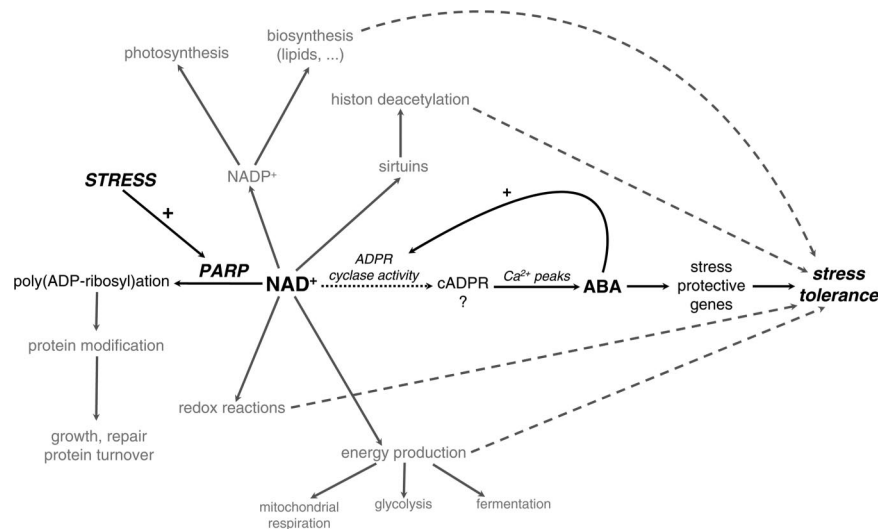 biosynthesis
(lipids, ...)
photosynthesis
histon deacetylation
STRESS
NADP+
sirtuins
+
+
ADPR
cyclase activity
PARP
poly(ADP-ribosyl)ation
NAD+
cADPR
?
Ca2+ peaks
ABA
stress
protective
genes
stress
tolerance
protein modification
redox reactions
growth, repair
protein turnover
energy production
mitochondrial
respiration
glycolysis
fermentation